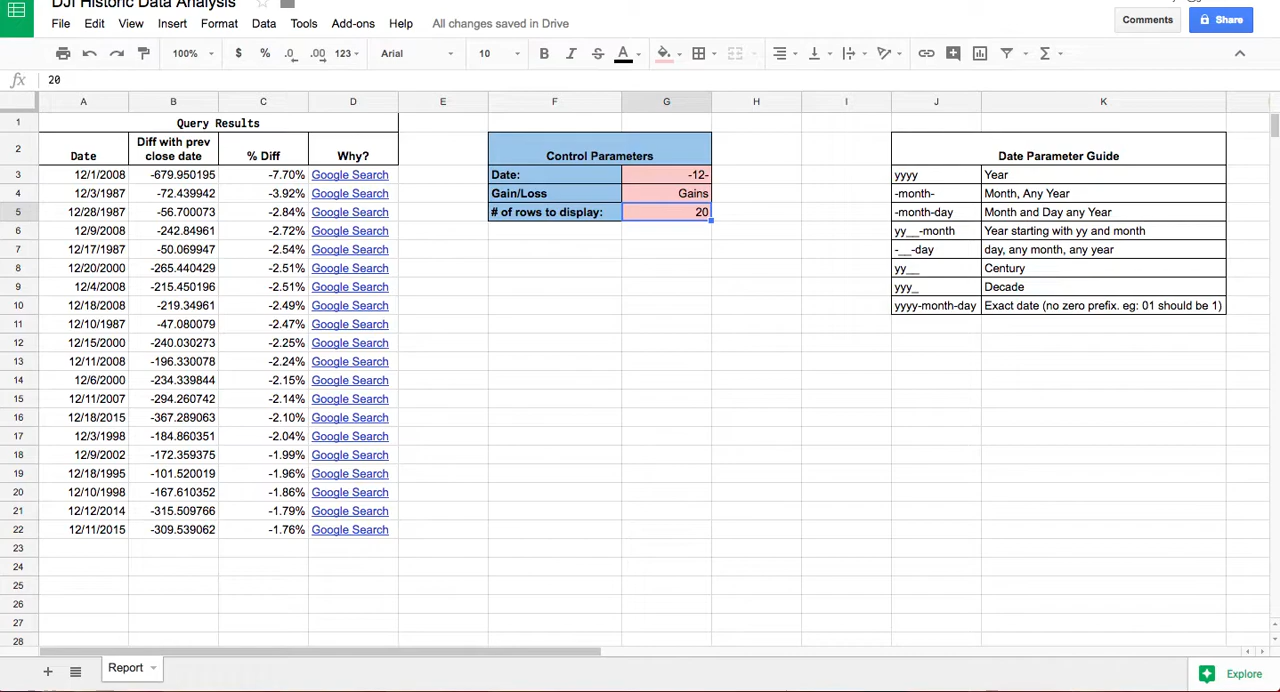 DJI Historic Data Analysis
File Edit View Insert Format Data Tools Add-ons Help All changes saved in Drive
Comments Share
100% $ % .0 .00 123 Arial 10 B I S A
fx 20
A B C D E F G H I J K
1 Query Results
2 Date Diff with prev close date % Diff Why? Control Parameters Date Parameter Guide
3 12/1/2008 -679.950195 -7.70% Google Search Date: -12- yyyy Year
4 12/3/1987 -72.439942 -3.92% Google Search Gain/Loss Gains -month- Month, Any Year
5 12/28/1987 -56.700073 -2.84% Google Search # of rows to display: 20 -month-day Month and Day any Year
6 12/9/2008 -242.84961 -2.72% Google Search yy__-month Year starting with yy and month
7 12/17/1987 -50.069947 -2.54% Google Search -__-day day, any month, any year
8 12/20/2000 -265.440429 -2.51% Google Search yy__ Century
9 12/4/2008 -215.450196 -2.51% Google Search yyy_ Decade
10 12/18/2008 -219.34961 -2.49% Google Search yyyy-month-day Exact date (no zero prefix. eg: 01 should be 1)
11 12/10/1987 -47.080079 -2.47% Google Search
12 12/15/2000 -240.030273 -2.25% Google Search
13 12/11/2008 -196.330078 -2.24% Google Search
14 12/6/2000 -234.339844 -2.15% Google Search
15 12/11/2007 -294.260742 -2.14% Google Search
16 12/18/2015 -367.289063 -2.10% Google Search
17 12/3/1998 -184.860351 -2.04% Google Search
18 12/9/2002 -172.359375 -1.99% Google Search
19 12/18/1995 -101.520019 -1.96% Google Search
20 12/10/1998 -167.610352 -1.86% Google Search
21 12/12/2014 -315.509766 -1.79% Google Search
22 12/11/2015 -309.539062 -1.76% Google Search
23
24
25
26
27
28
Report
Explore